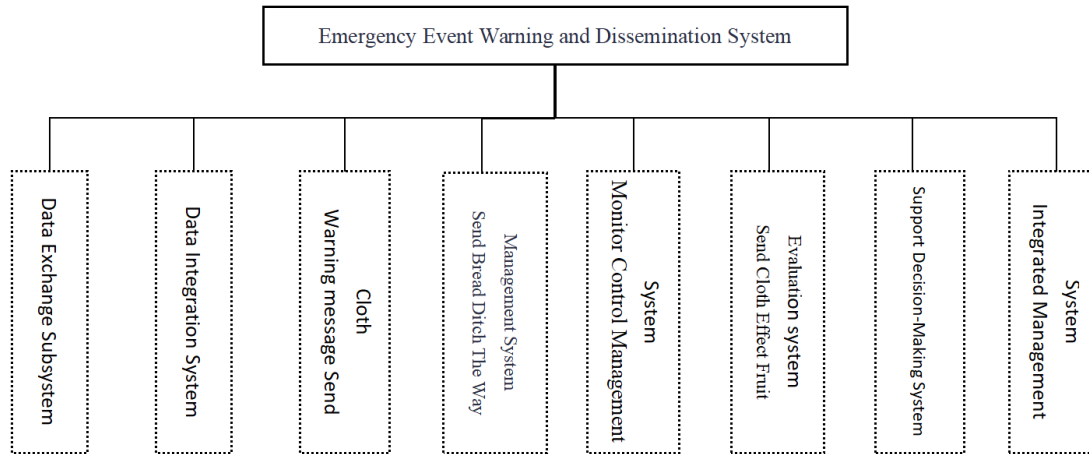 Emergency Event Warning and Dissemination System
Data Exchange Subsystem
Data Integration System
Warning message Send
Cloth
Send Bread Ditch The Way
Management System
Monitor Control Management
System
Send Cloth Effect Fruit
Evaluation system
Support Decision-Making System
Integrated Management
System